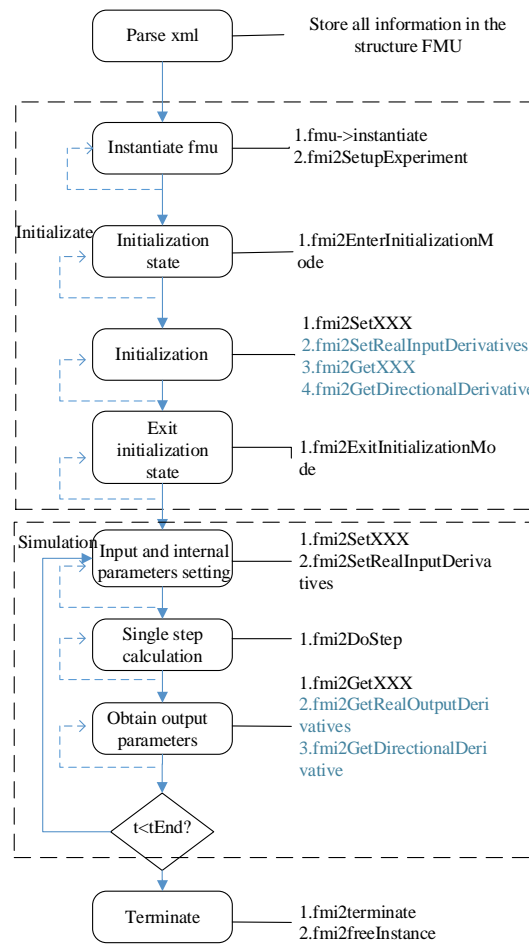 Parse xml
Store all information in the
structure FMU
Instantiate fmu
1.fmu->instantiate
2.fmi2SetupExperiment
Initializate
Initialization
state
1.fmi2EnterInitializationM
ode
Initialization
1.fmi2SetXXX
2.fmi2SetRealInputDerivatives
3.fmi2GetXXX
4.fmi2GetDirectionalDerivative
Exit
initialization
state
1.fmi2ExitInitializationMo
de
Simulation
Input and internal
parameters setting
1.fmi2SetXXX
2.fmi2SetRealInputDeriva
tives
Single step
calculation
1.fmi2DoStep
Obtain output
parameters
1.fmi2GetXXX
2.fmi2GetRealOutputDeri
vatives
3.fmi2GetDirectionalDeri
vative
t<tEnd?
Terminate
1.fmi2terminate
2.fmi2freeInstance